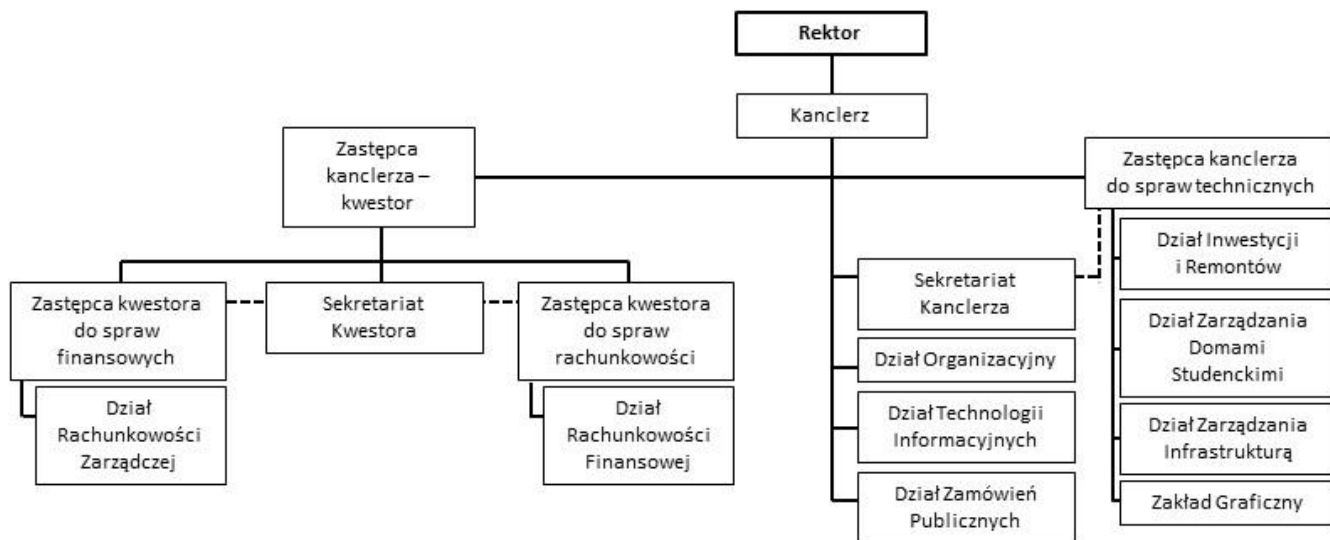 Rektor
Kanclerz
Zastępca
kanclerza –
kwestor
Zastępca kanclerza
do spraw technicznych
Zastępca kwestora
do spraw
finansowych
Sekretariat
Kwestora
Zastępca kwestora
do spraw
rachunkowości
Dział
Rachunkowości
Zarządczej
Dział
Rachunkowości
Finansowej
Sekretariat
Kanclerza
Dział Organizacyjny
Dział Technologii
Informacyjnych
Dział Zamówień
Publicznych
Dział Inwestycji
i Remontów
Dział Zarządzania
Domami
Studenckimi
Dział Zarządzania
Infrastrukturą
Zakład Graficzny